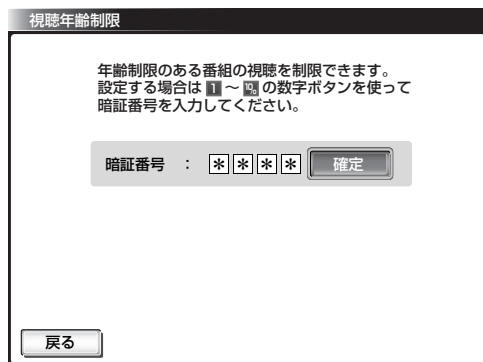 視聴年齢制限
年齢制限のある番組の視聴を制限できます。
設定する場合は 1 ～ 10 の数字ボタンを使って
暗証番号を入力してください。
暗証番号 ： * * * * 確定
戻る